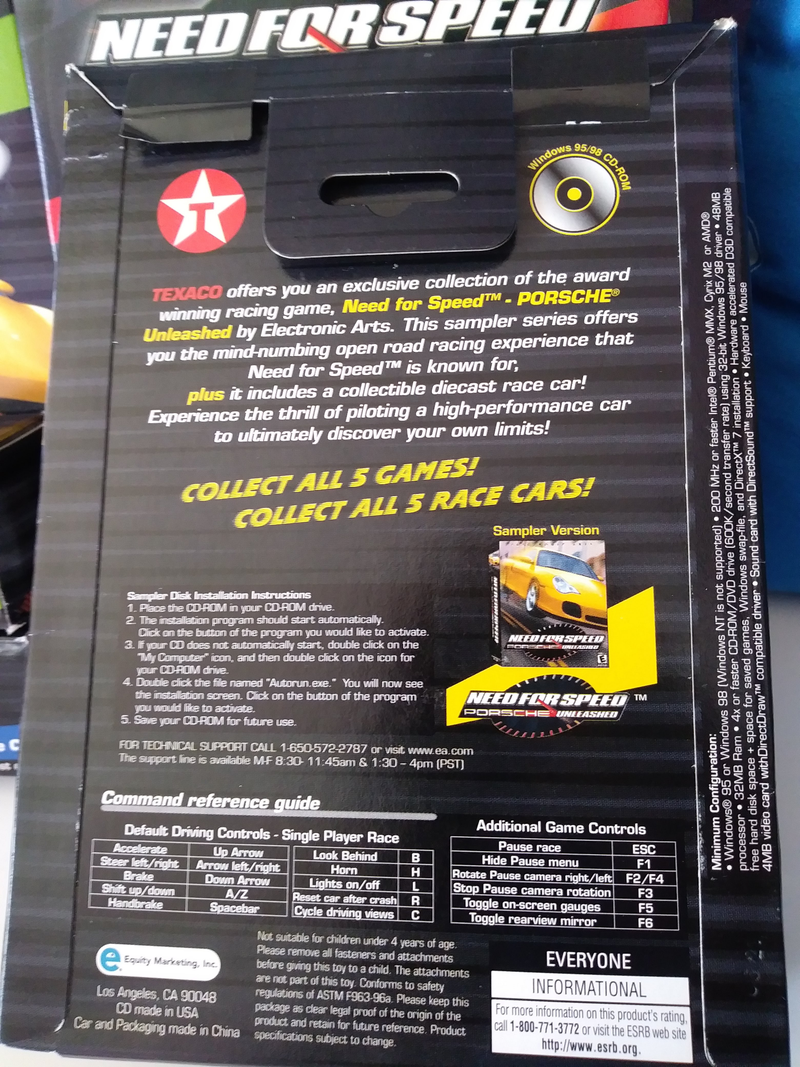 NEED FOR SPEED
Windows 95/98 CD-ROM
T
TEXACO offers you an exclusive collection of the award
winning racing game, Need for Speed™ - PORSCHE®
Unleashed by Electronic Arts. This sampler series offers
you the mind-numbing open road racing experience that
Need for Speed™ is known for,
plus it includes a collectible diecast race car!
Experience the thrill of piloting a high-performance car
to ultimately discover your own limits!
COLLECT ALL 5 GAMES!
COLLECT ALL 5 RACE CARS!
Sampler Version
NEED FOR SPEED
PORSCHE UNLEASHED
NEED FOR SPEED™
PORSCHE UNLEASHED
Sampler Disk Installation Instructions
1. Place the CD-ROM in your CD-ROM drive.
2. The installation program should start automatically.
Click on the button of the program you would like to activate.
3. If your CD does not automatically start, double click on the
"My Computer" icon, and then double click on the icon for
your CD-ROM drive.
4. Double click the file named "Autorun.exe." You will now see
the installation screen. Click on the button of the program
you would like to activate.
5. Save your CD-ROM for future use.
FOR TECHNICAL SUPPORT CALL 1-650-572-2787 or visit www.ea.com
The support line is available M-F 8:30- 11:45am & 1:30 - 4pm (PST)
Command reference guide
Default Driving Controls - Single Player Race
Accelerate Up Arrow
Steer left/right Arrow left/right
Brake Down Arrow
Shift up/down A/Z
Handbrake Spacebar
Look Behind B
Horn H
Lights on/off L
Reset car after crash R
Cycle driving views C
Additional Game Controls
Pause race ESC
Hide Pause menu F1
Rotate Pause camera right/left F2/F4
Stop Pause camera rotation F3
Toggle on-screen gauges F5
Toggle rearview mirror F6
e Equity Marketing, Inc.
Los Angeles, CA 90048
CD made in USA
Car and Packaging made in China
Not suitable for children under 4 years of age.
Please remove all fasteners and attachments
before giving this toy to a child. The attachments
are not part of this toy. Conforms to safety
regulations of ASTM F963-96a. Please keep this
package as clear legal proof of the origin of the
product and retain for future reference. Product
specifications subject to change.
EVERYONE
INFORMATIONAL
For more information on this product's rating,
call 1-800-771-3772 or visit the ESRB web site
http://www.esrb.org.
Minimum Configuration:
• Windows® 95 or Windows 98 (Windows NT is not supported) • 200 MHz or faster Intel® Pentium® MMX, Cyrix M2 or AMD®
processor • 32MB Ram • 4x or faster CD-ROM/DVD drive (600K/second transfer rate) using 32-bit Windows 95/98 driver • 48MB
free hard disk space + space for saved games, Windows swap-file, and DirectX™ 7 installation • Hardware accelerated D3D compatible
4MB video card withDirectDraw™ compatible driver • Sound card with DirectSound™ support • Keyboard • Mouse